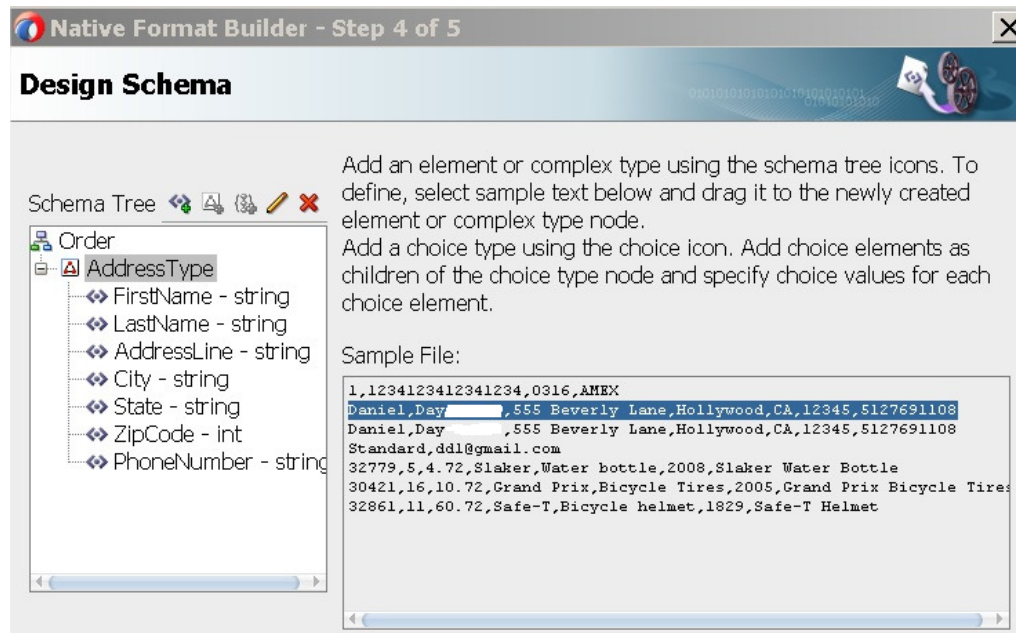 Native Format Builder - Step 4 of 5
Design Schema
Schema Tree
Order
AddressType
FirstName - string
LastName - string
AddressLine - string
City - string
State - string
ZipCode - int
PhoneNumber - string
Add an element or complex type using the schema tree icons. To
define, select sample text below and drag it to the newly created
element or complex type node.
Add a choice type using the choice icon. Add choice elements as
children of the choice type node and specify choice values for each
choice element.
Sample File:
1,1234123412341234,0316,AMEX
Daniel,Day ,555 Beverly Lane,Hollywood,CA,12345,5127691108
Daniel,Day ,555 Beverly Lane,Hollywood,CA,12345,5127691108
Standard,ddl@gmail.com
32779,5,4.72,Slaker,Water bottle,2008,Slaker Water Bottle
30421,16,10.72,Grand Prix,Bicycle Tires,2005,Grand Prix Bicycle Tires
32861,11,60.72,Safe-T,Bicycle helmet,1829,Safe-T Helmet